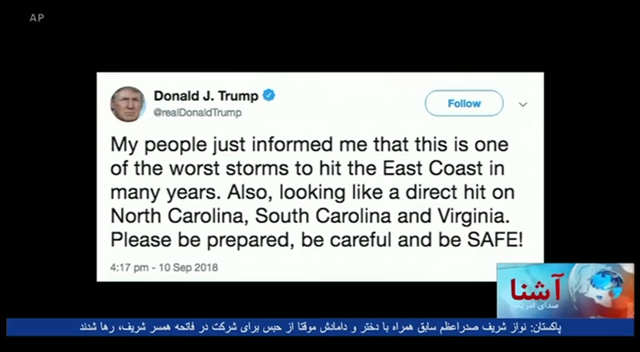 AP
Donald J. Trump
@realDonaldTrump
Follow
My people just informed me that this is one
of the worst storms to hit the East Coast in
many years. Also, looking like a direct hit on
North Carolina, South Carolina and Virginia.
Please be prepared, be careful and be SAFE!
4:17 pm - 10 Sep 2018
آشنا
صدای امریکا
پاکستان: نواز شریف صدراعظم سابق همراه با دختر و دامادش موقتا از حبس برای شرکت در فاتحه همسر شریف، رها شدند